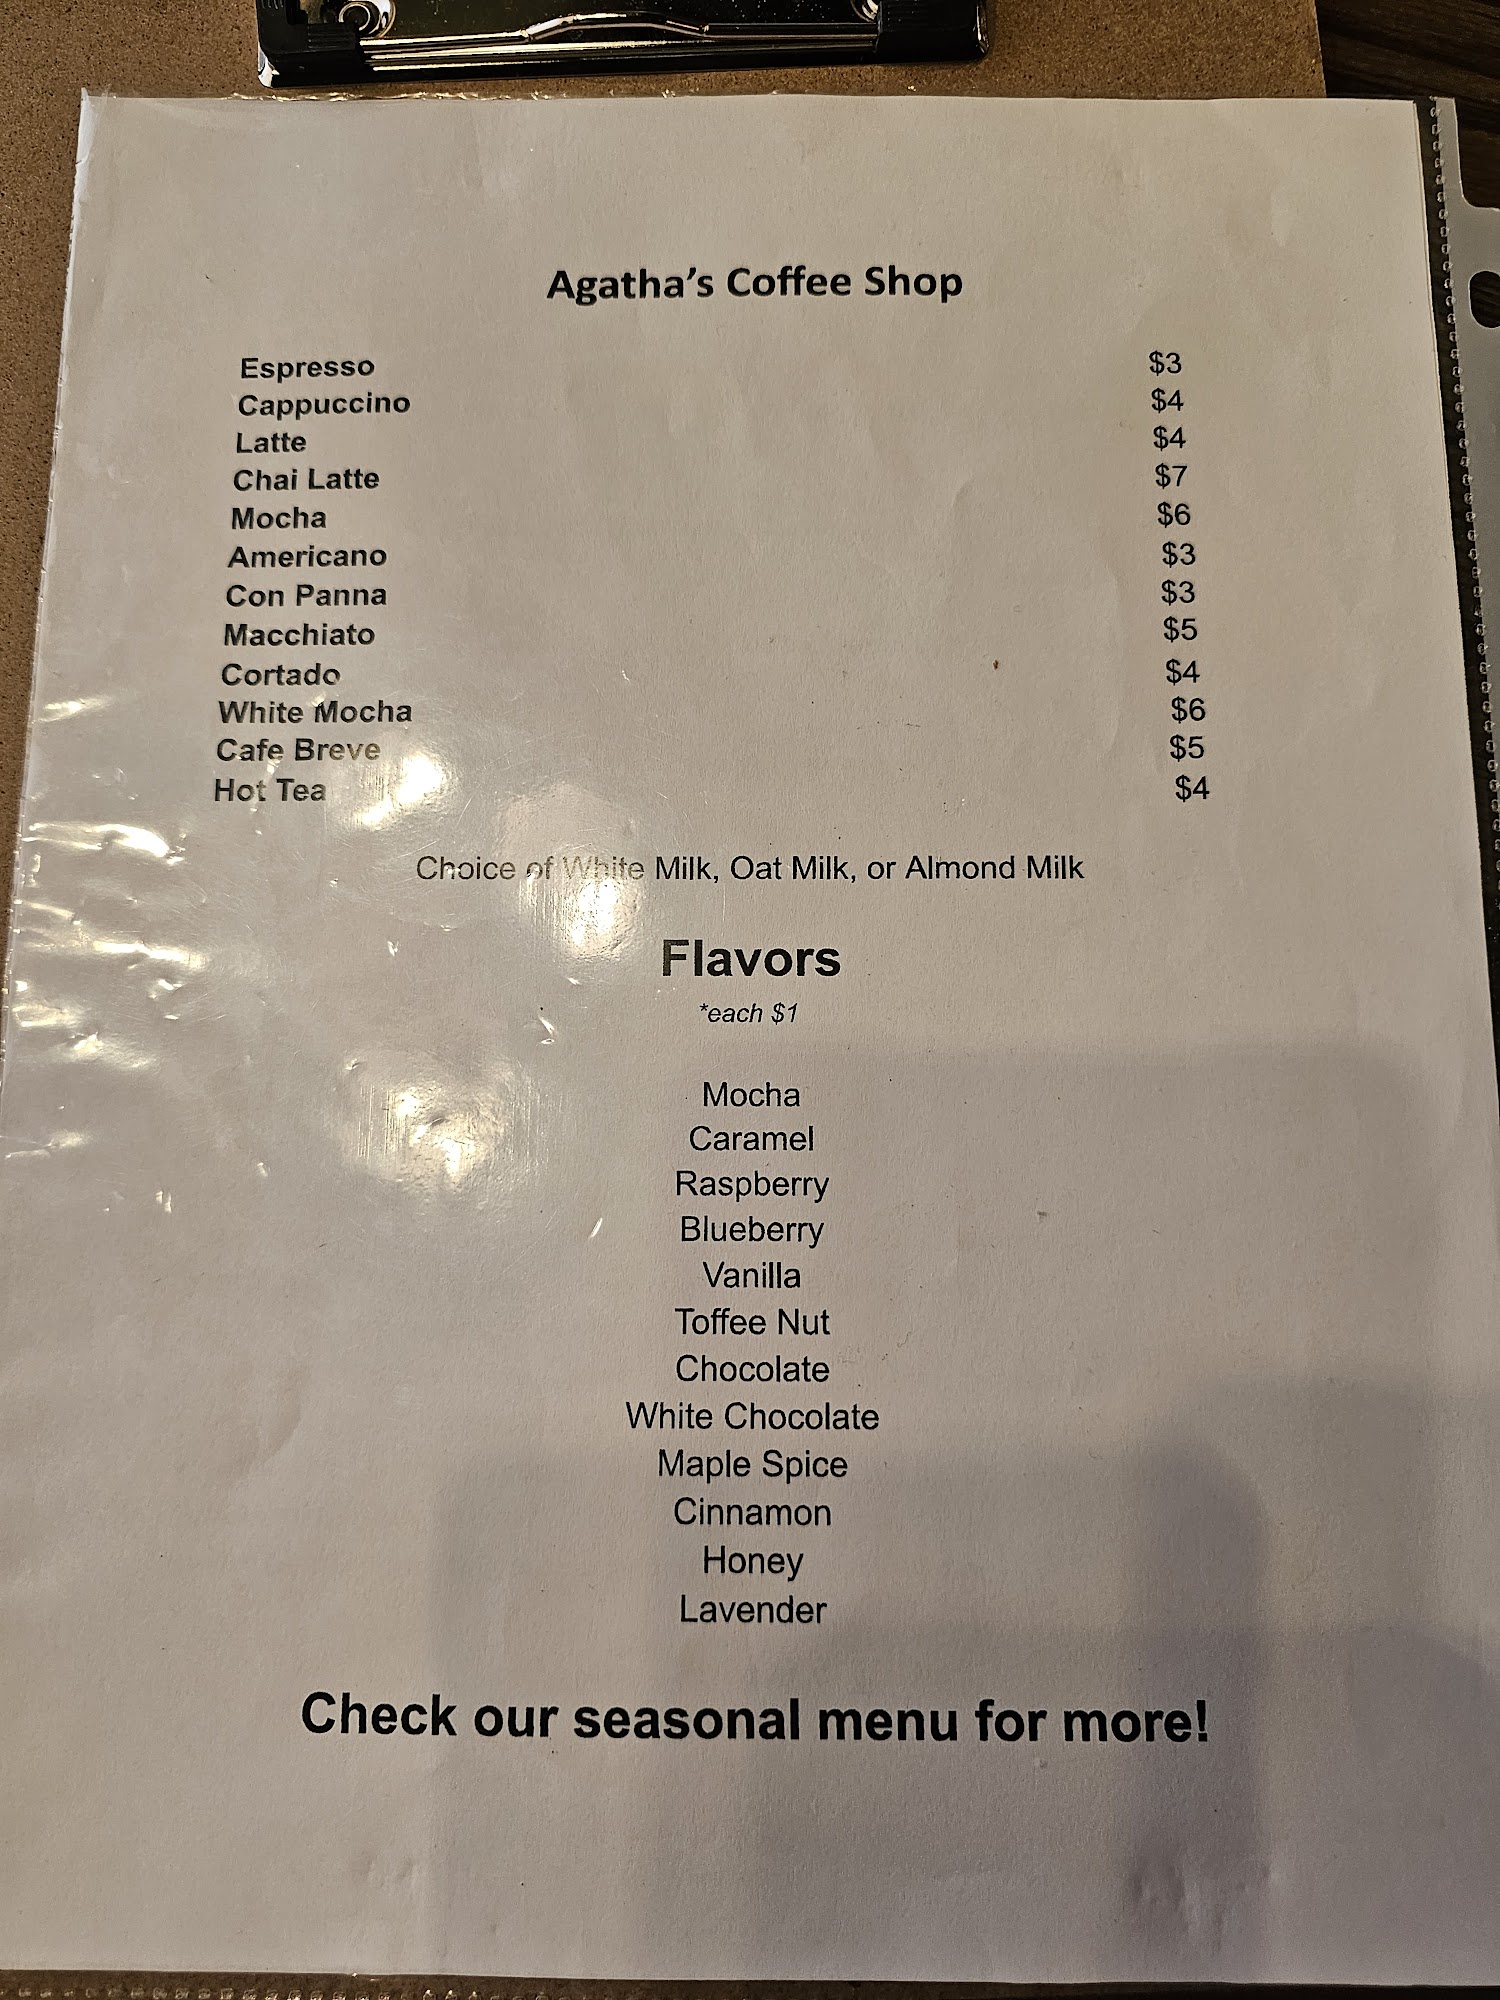 Agatha's Coffee Shop
Espresso $3
Cappuccino $4
Latte $4
Chai Latte $7
Mocha $6
Americano $3
Con Panna $3
Macchiato $5
Cortado $4
White Mocha $6
Cafe Breve $5
Hot Tea $4
Choice of White Milk, Oat Milk, or Almond Milk
Flavors
*each $1
Mocha
Caramel
Raspberry
Blueberry
Vanilla
Toffee Nut
Chocolate
White Chocolate
Maple Spice
Cinnamon
Honey
Lavender
Check our seasonal menu for more!